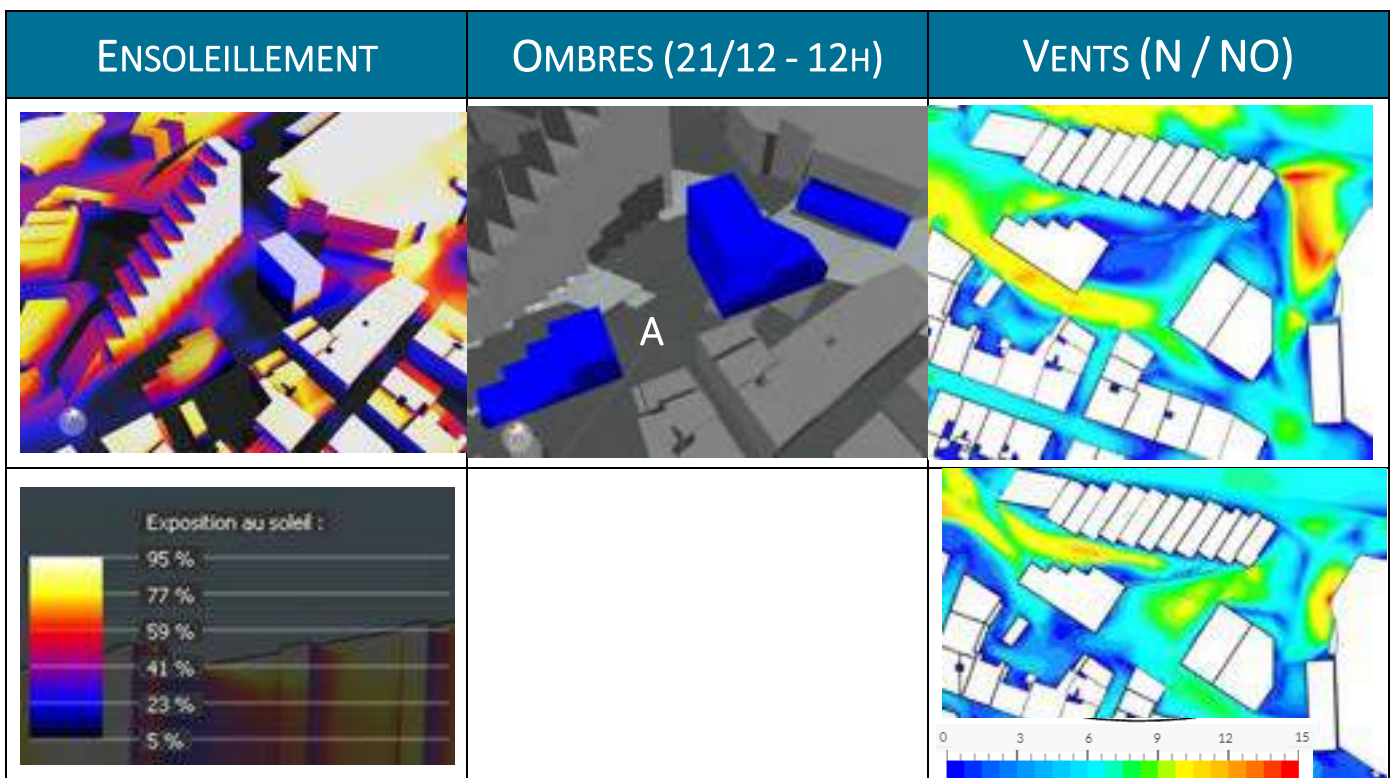 ENSOLEILLEMENT
OMBRES (21/12 - 12H)
VENTS (N / NO)
A
Exposition au soleil :
95 %
77 %
59 %
41 %
23 %
5 %
0 3 6 9 12 15